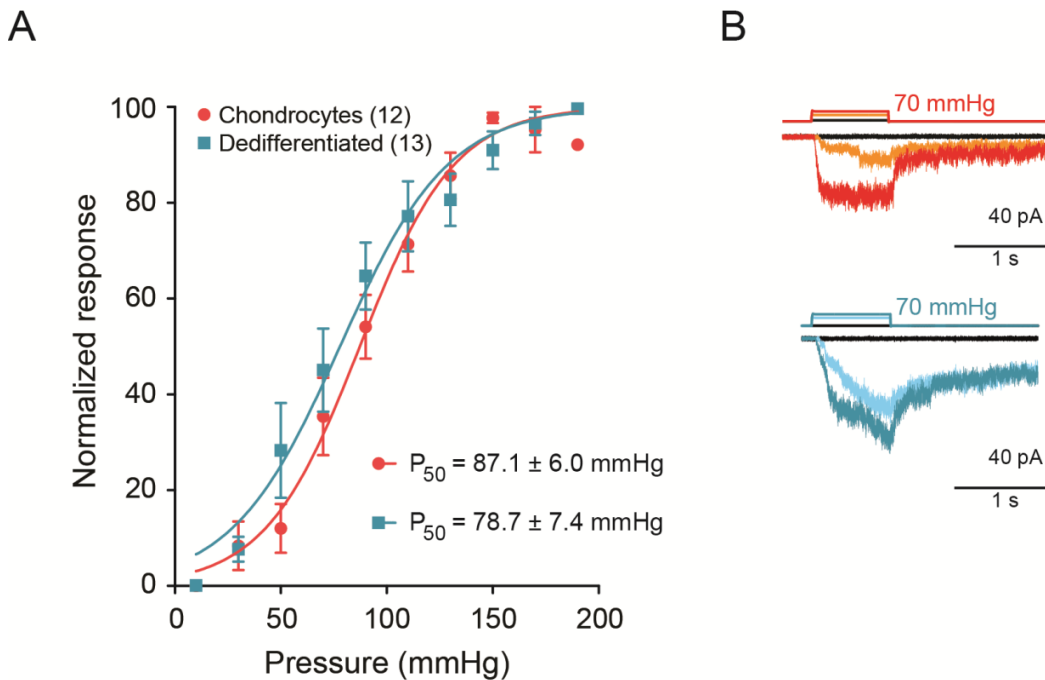 A
B
Normalized response
100
80
60
40
20
0
Chondrocytes (12)
Dedifferentiated (13)
P50 = 87.1 ± 6.0 mmHg
P50 = 78.7 ± 7.4 mmHg
0
50
100
150
200
Pressure (mmHg)
70 mmHg
40 pA
1 s
70 mmHg
40 pA
1 s